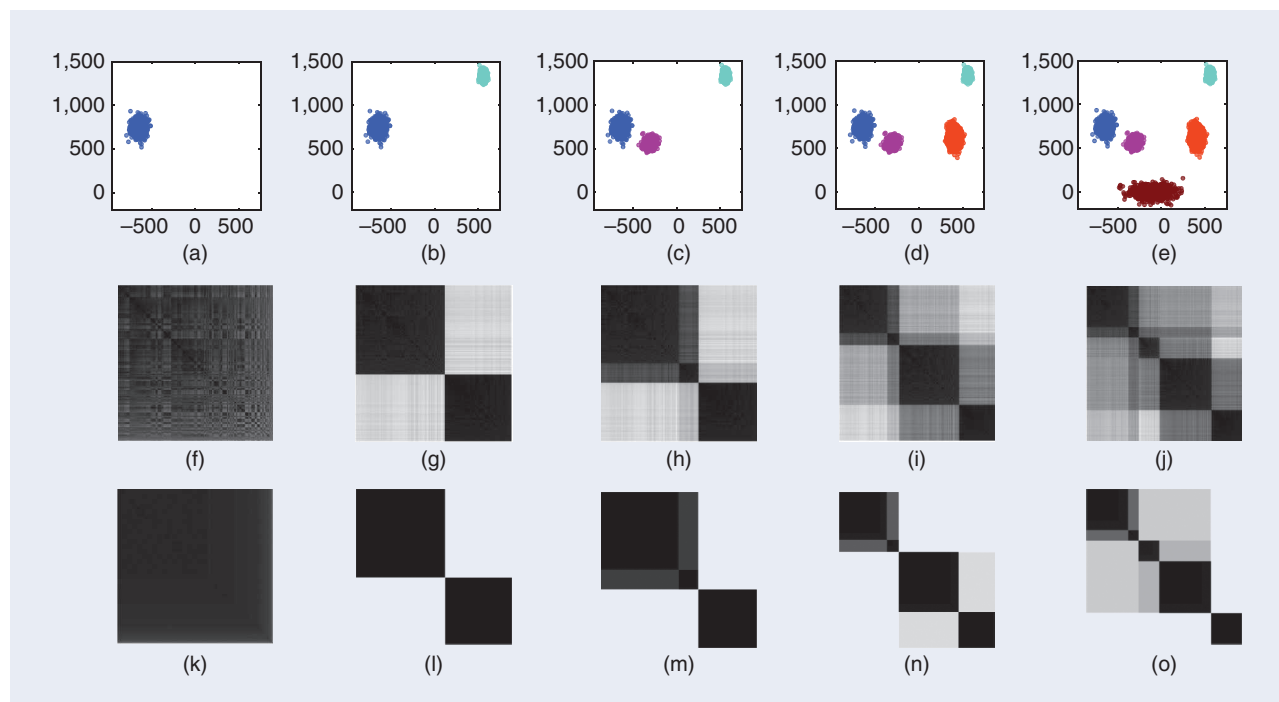 1,500 1,500 1,500 1,500 1,500
1,000 1,000 1,000 1,000 1,000
500 500 500 500 500
0 0 0 0 0
–500 0 500 –500 0 500 –500 0 500 –500 0 500 –500 0 500
(a) (b) (c) (d) (e)
(f) (g) (h) (i) (j)
(k) (l) (m) (n) (o)